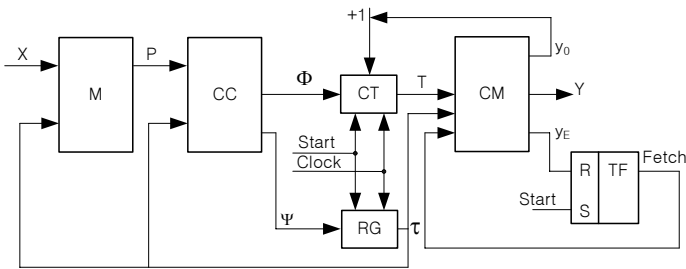 +1
X
P
M
CC
Φ
CT
T
CM
y0
Y
yE
Start
Clock
Ψ
RG
τ
Fetch
R
TF
Start
S